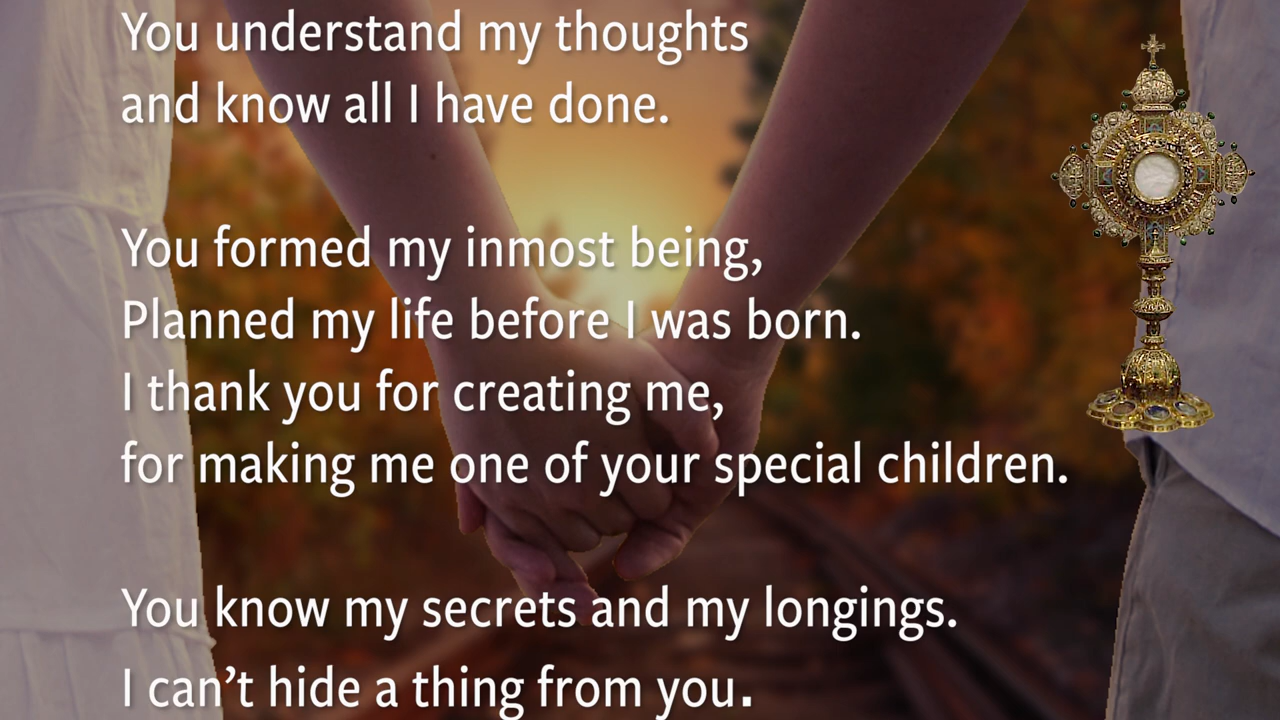 You understand my thoughts
and know all I have done.
You formed my inmost being,
Planned my life before I was born.
I thank you for creating me,
for making me one of your special children.
You know my secrets and my longings.
I can’t hide a thing from you.